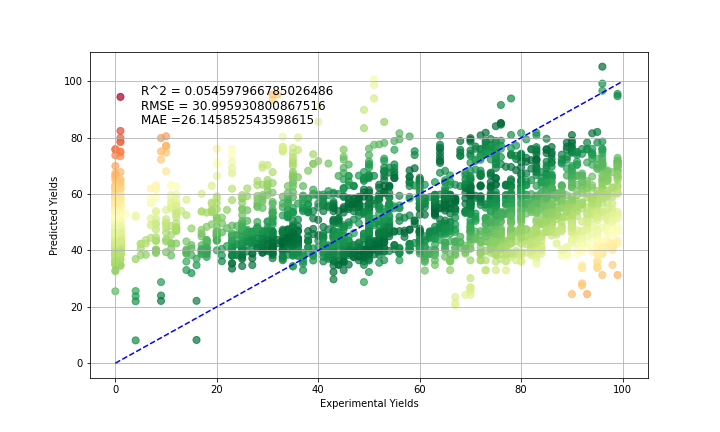 R^2 = 0.054597966785026486
RMSE = 30.995930800867516
MAE =26.145852543598615
100
80
60
40
20
0
Predicted Yields
0 20 40 60 80 100
Experimental Yields